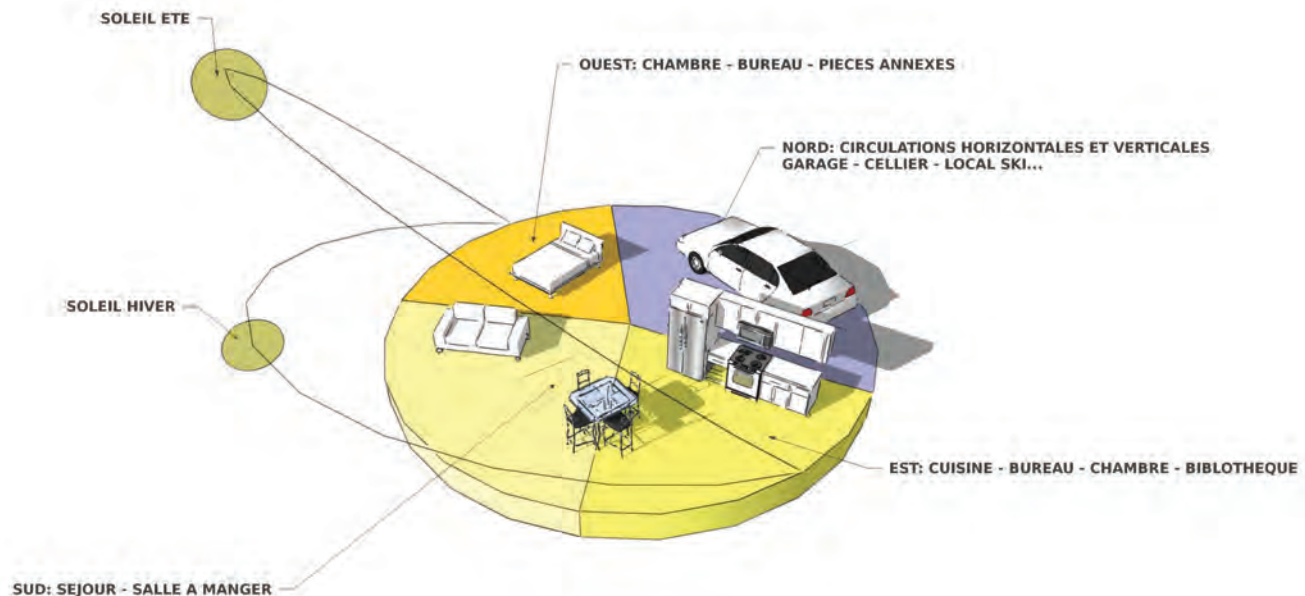 SOLEIL ETE
OUEST: CHAMBRE - BUREAU - PIECES ANNEXES
NORD: CIRCULATIONS HORIZONTALES ET VERTICALES
GARAGE - CELLIER - LOCAL SKI...
SOLEIL HIVER
EST: CUISINE - BUREAU - CHAMBRE - BIBLOTHEQUE
SUD: SEJOUR - SALLE A MANGER